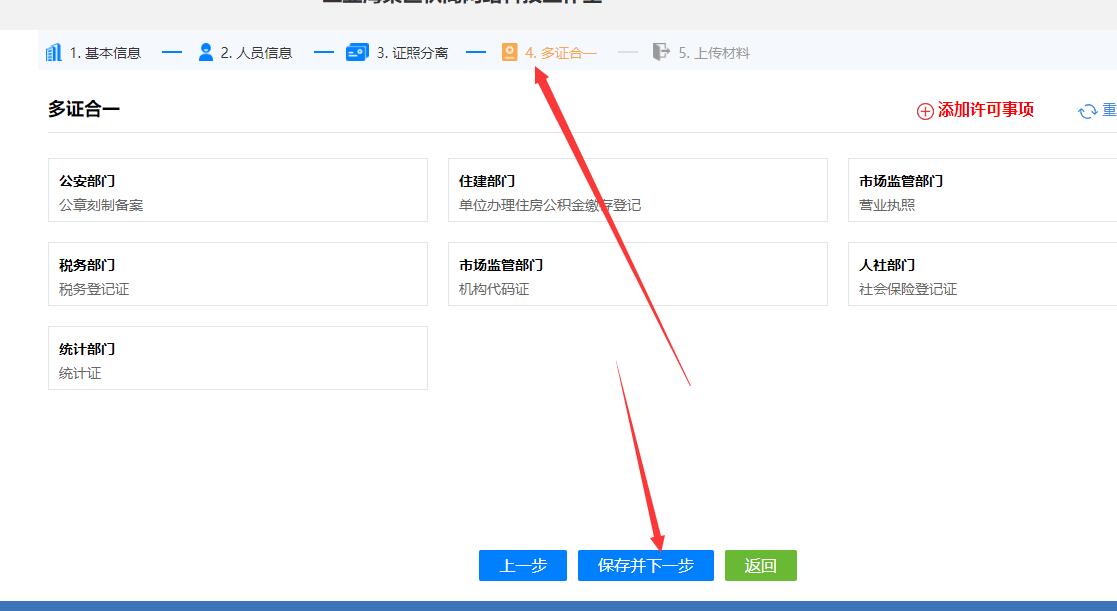 1. 基本信息 2. 人员信息 3. 证照分离 4. 多证合一 5. 上传材料
多证合一 添加许可事项 重
公安部门 住建部门 市场监管部门
公章刻制备案 单位办理住房公积金缴存登记 营业执照
税务部门 市场监管部门 人社部门
税务登记证 机构代码证 社会保险登记证
统计部门
统计证
上一步 保存并下一步 返回